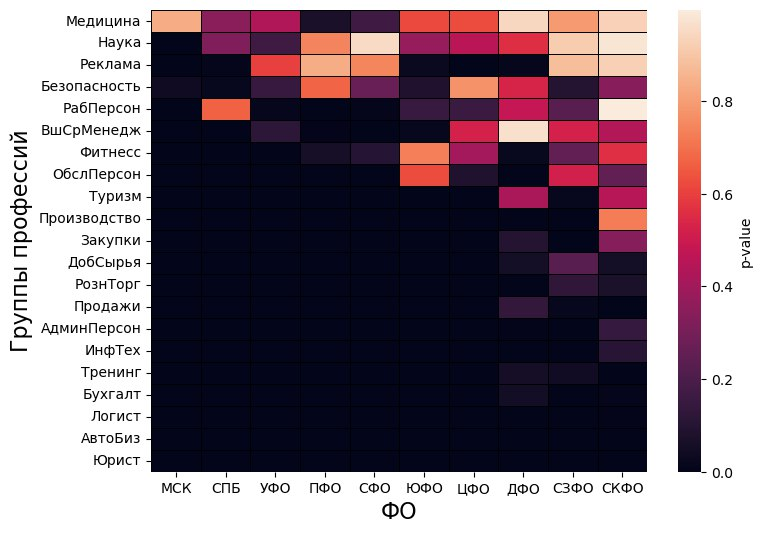 Медицина
Наука
Реклама
Безопасность
РабПерсон
ВшСрМенедж
Фитнесс
ОбслПерсон
Туризм
Производство
Закупки
ДобСырья
РознТорг
Продажи
АдминПерсон
ИнфТех
Тренинг
Бухгалт
Логист
АвтоБиз
Юрист
Группы профессий
МСК СПБ УФО ПФО СФО ЮФО ЦФО ДФО СЗФО СКФО
ФО
0.8
0.6
0.4
0.2
0.0
p-value